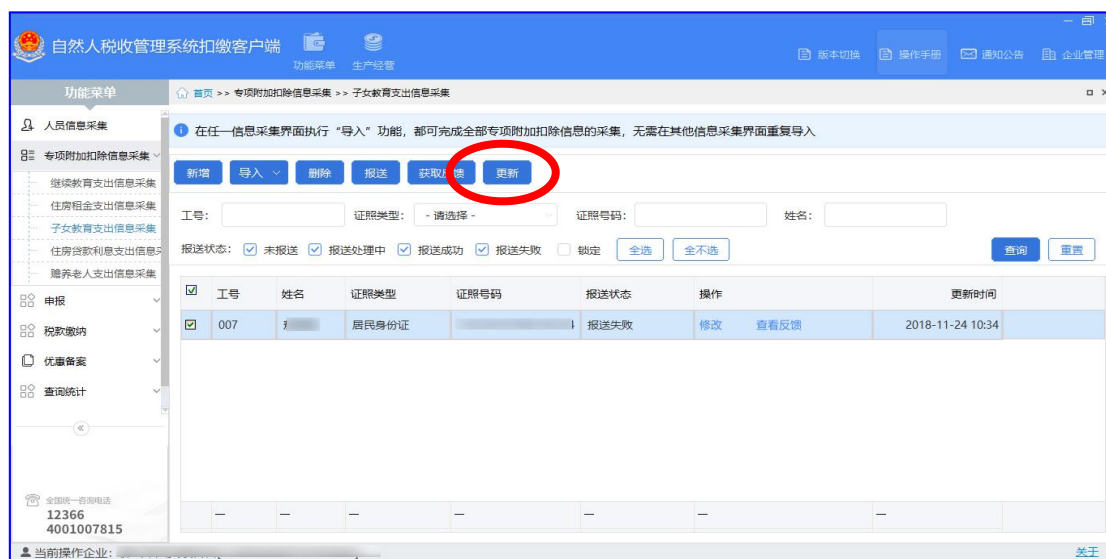 自然人税收管理系统扣缴客户端
功能菜单 生产经营 版本切换 操作手册 通知公告 企业管理
功能菜单
首页 >> 专项附加扣除信息采集 >> 子女教育支出信息采集
人员信息采集
在任一信息采集界面执行“导入”功能，都可完成全部专项附加扣除信息的采集，无需在其他信息采集界面重复导入
专项附加扣除信息采集
新增 导入 删除 报送 获取反馈 更新
继续教育支出信息采集
住房租金支出信息采集
工号: 证照类型: - 请选择 - 证照号码: 姓名:
子女教育支出信息采集
住房贷款利息支出信息采
报送状态: 未报送 报送处理中 报送成功 报送失败 锁定 全选 全不选 查询 重置
赡养老人支出信息采集
工号 姓名 证照类型 证照号码 报送状态 操作 更新时间
申报
007 居民身份证 报送失败 修改 查看反馈 2018-11-24 10:34
税款缴纳
优惠备案
查询统计
全国统一咨询电话
12366
4001007815
— — — — — — —
当前操作企业: 关于